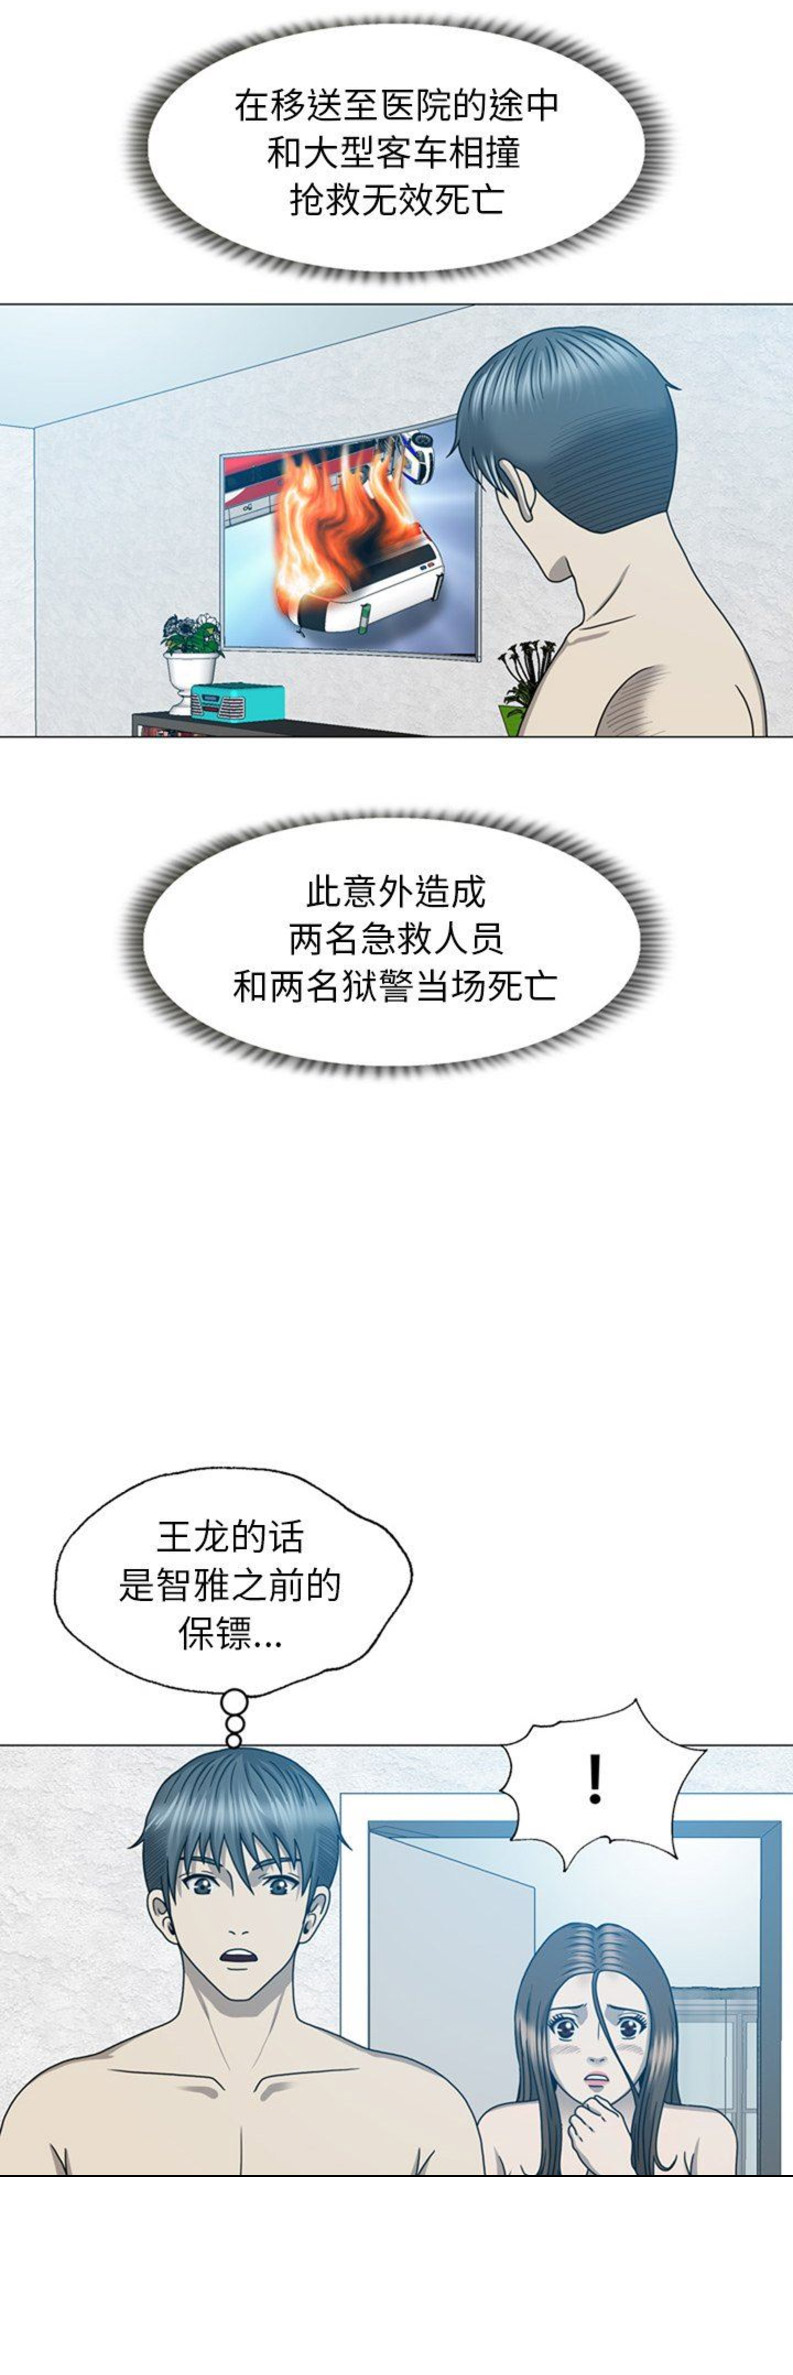 在移送至医院的途中
和大型客车相撞
抢救无效死亡
此意外造成
两名急救人员
和两名狱警当场死亡
王龙的话
是智雅之前的
保镖...
!